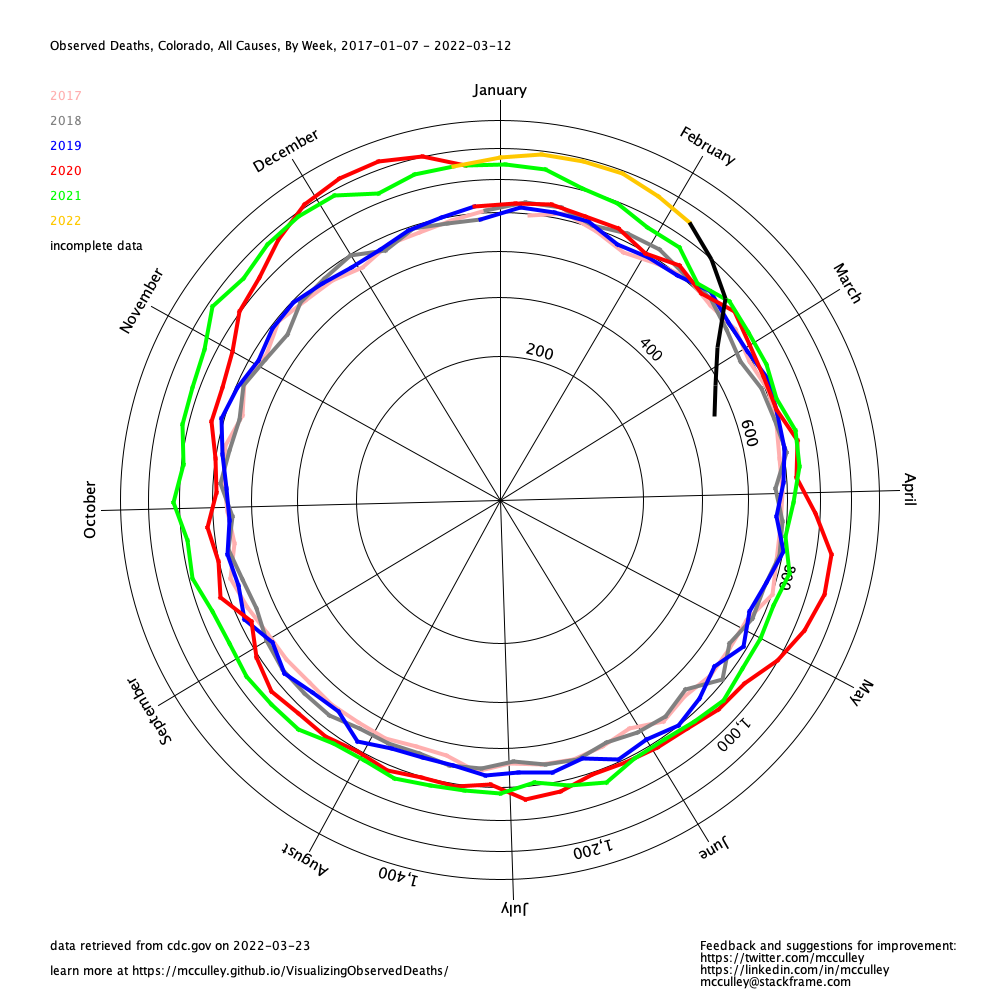 Observed Deaths, Colorado, All Causes, By Week, 2017-01-07 - 2022-03-12
2017
2018
2019
2020
2021
2022
incomplete data
January
February
March
April
May
June
July
August
September
October
November
December
200
400
600
800
1,000
1,200
1,400
data retrieved from cdc.gov on 2022-03-23
learn more at https://mcculley.github.io/VisualizingObservedDeaths/
Feedback and suggestions for improvement:
https://twitter.com/mcculley
https://linkedin.com/in/mcculley
mcculley@stackframe.com